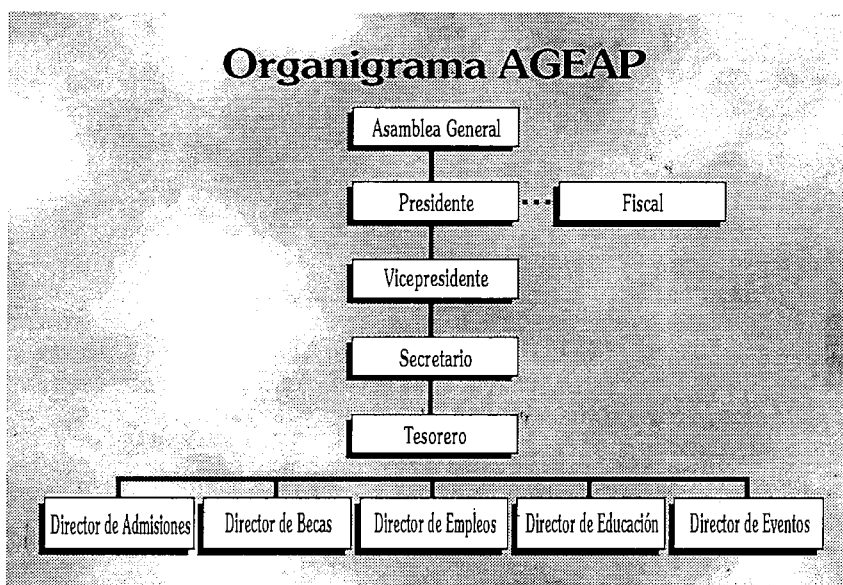 Organigrama AGEAP
Asamblea General
Presidente
Fiscal
Vicepresidente
Secretario
Tesorero
Director de Admisiones
Director de Becas
Director de Empleos
Director de Educación
Director de Eventos